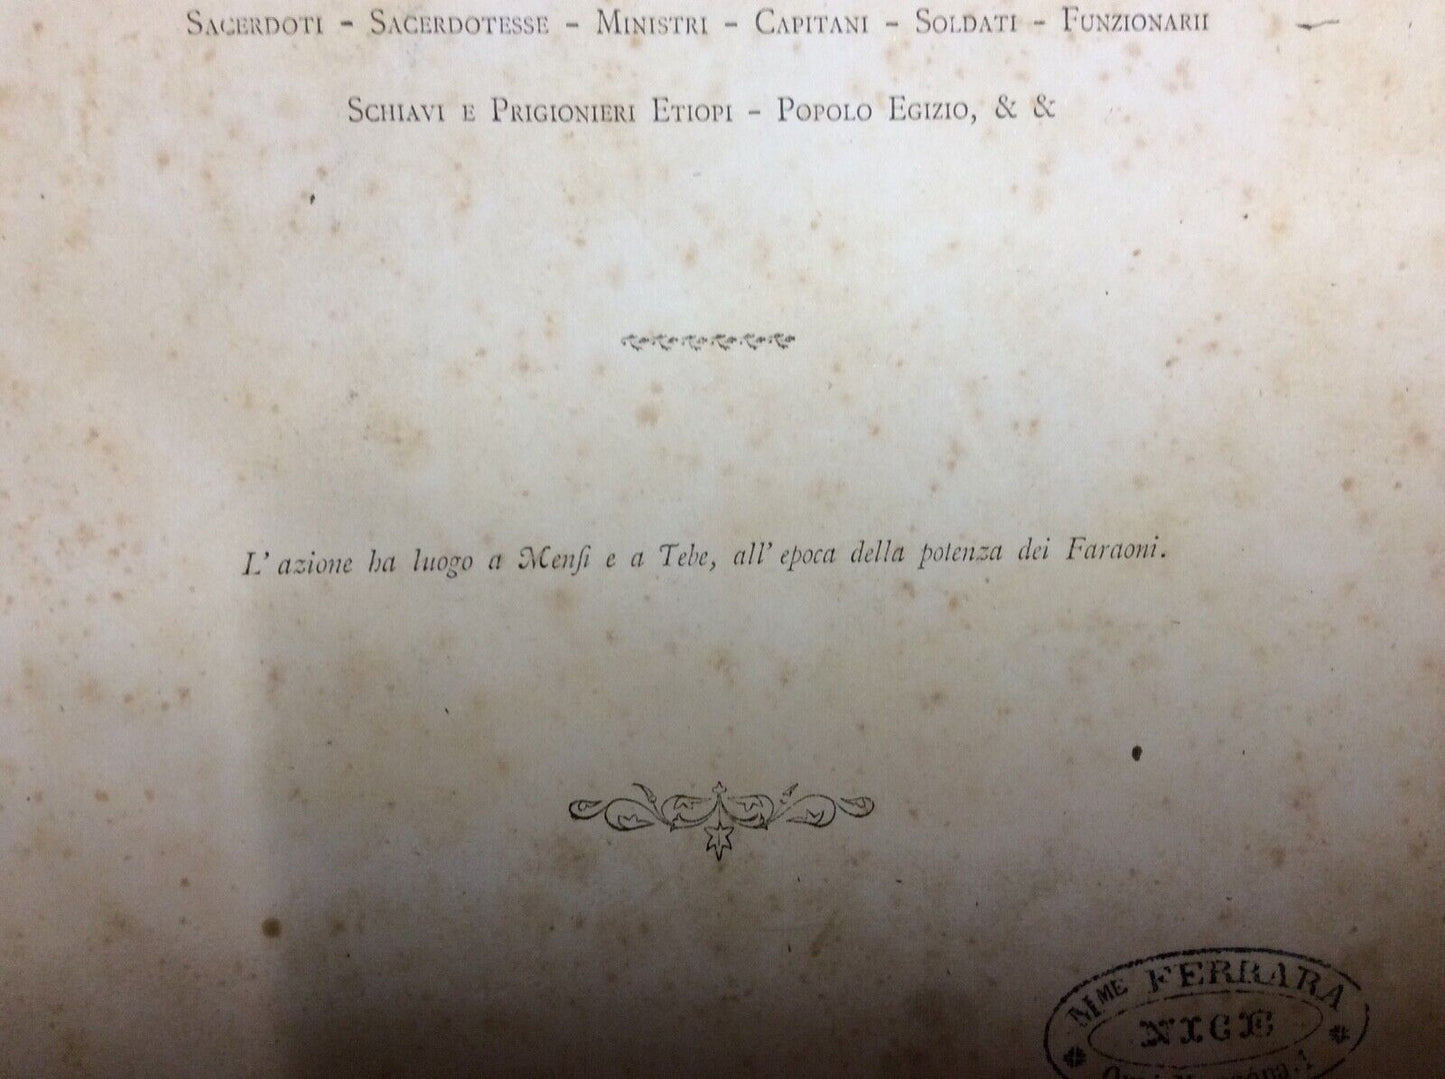 Sacerdoti - Sacerdotesse - Ministri - Capitani - Soldati - Funzionarii
Schiavi e Prigionieri Etiopi - Popolo Egizio, & &
L'azione ha luogo a Menfi e a Tebe, all'epoca della potenza dei Faraoni.
Mme FERRARA
NICE